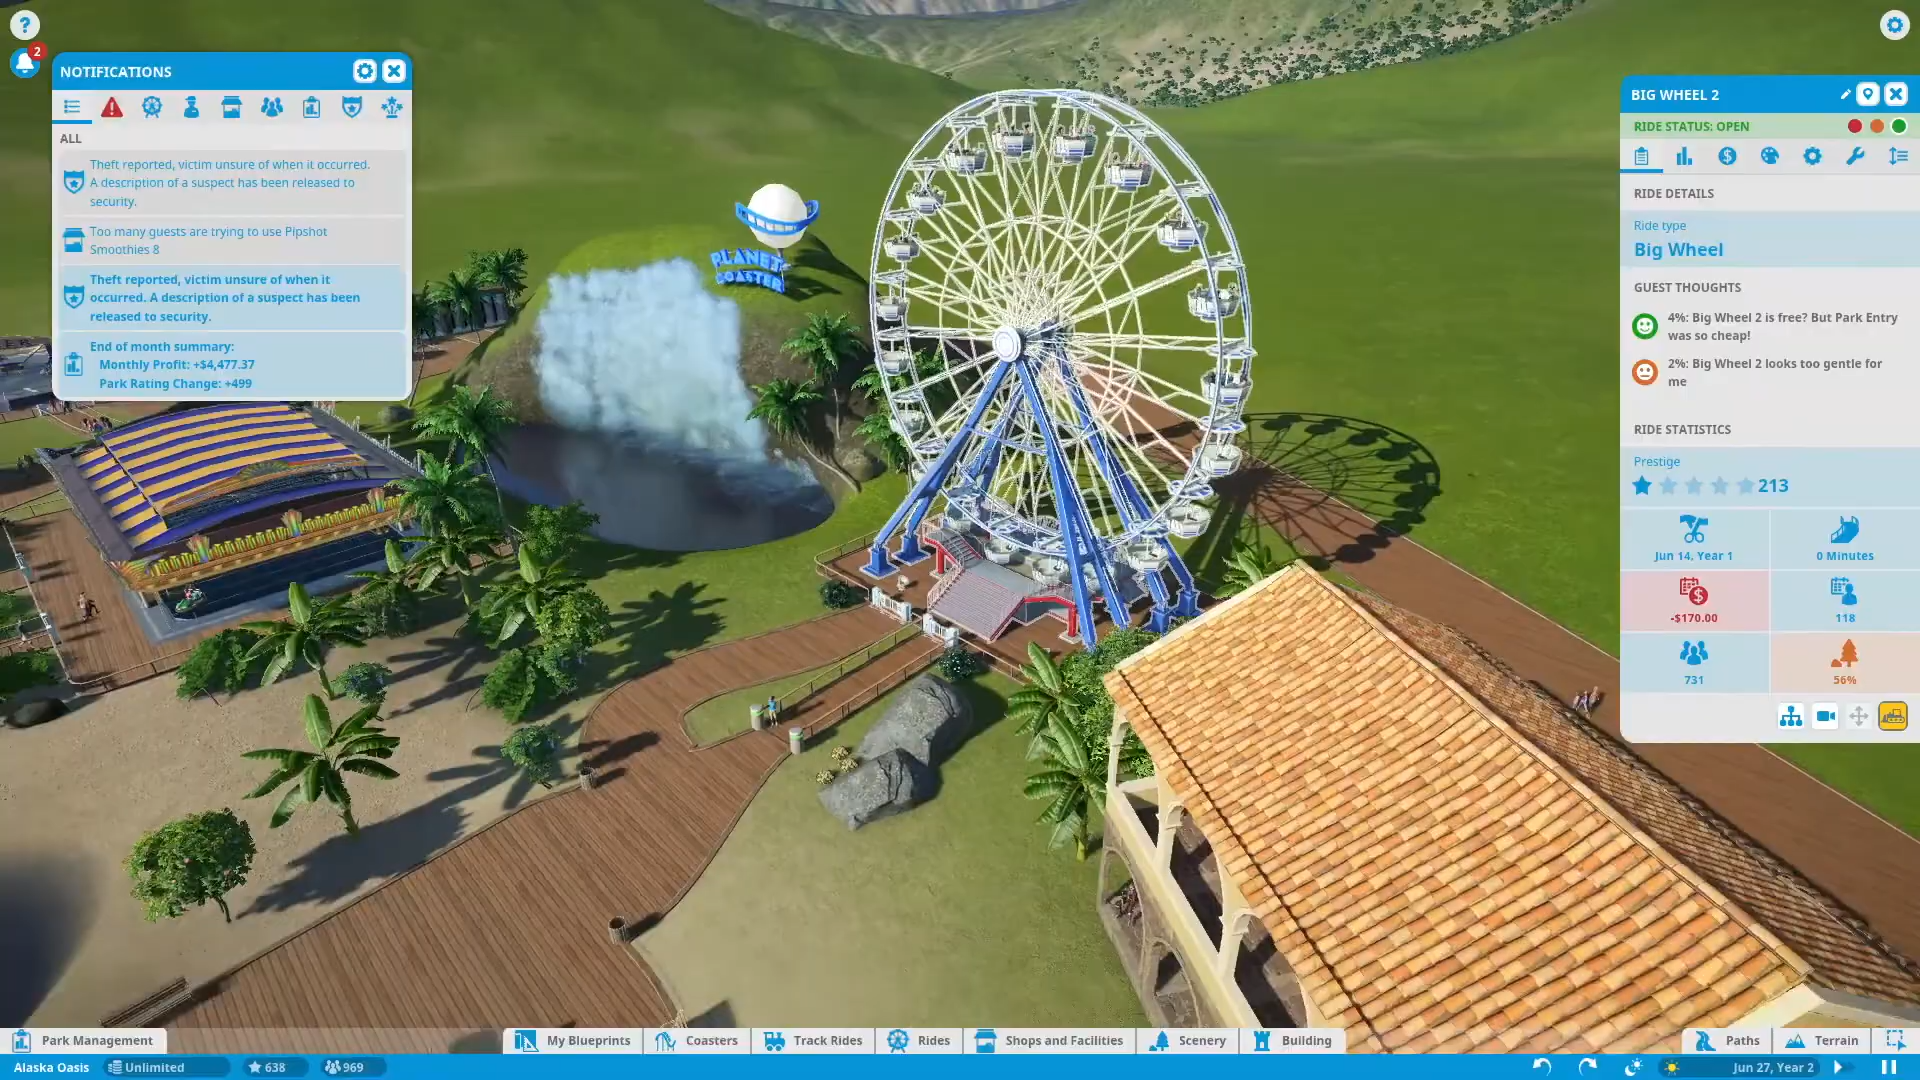 ?
2
NOTIFICATIONS
ALL
Theft reported, victim unsure of when it occurred.
A description of a suspect has been released to
security.
Too many guests are trying to use Pipshot
Smoothies 8
Theft reported, victim unsure of when it
occurred. A description of a suspect has been
released to security.
End of month summary:
Monthly Profit: +$4,477.37
Park Rating Change: +499
PLANET
COASTER
BIG WHEEL 2
RIDE STATUS: OPEN
RIDE DETAILS
Ride type
Big Wheel
GUEST THOUGHTS
4%: Big Wheel 2 is free? But Park Entry
was so cheap!
2%: Big Wheel 2 looks too gentle for
me
RIDE STATISTICS
Prestige
213
Jun 14, Year 1
0 Minutes
-$170.00
118
731
56%
Park Management
My Blueprints
Coasters
Track Rides
Rides
Shops and Facilities
Scenery
Building
Paths
Terrain
Alaska Oasis
Unlimited
638
969
Jun 27, Year 2